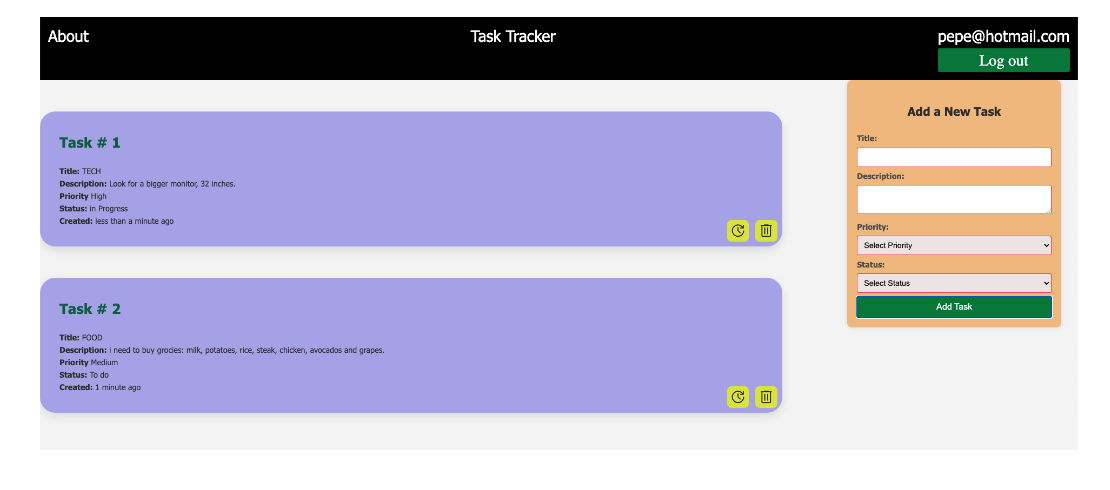 About
Task Tracker
pepe@hotmail.com
Log out
Task # 1
Title: TECH
Description: Look for a bigger monitor, 32 inches.
Priority High
Status: in Progress
Created: less than a minute ago
Task # 2
Title: FOOD
Description: i need to buy grocies: milk, potatoes, rice, steak, chicken, avocados and grapes.
Priority Medium
Status: To do
Created: 1 minute ago
Add a New Task
Title:
Description:
Priority:
Select Priority
Status:
Select Status
Add Task